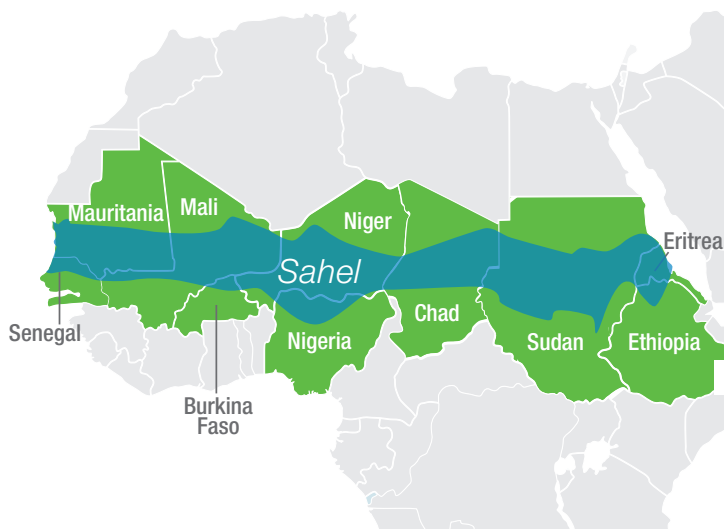 Mauritania
Mali
Niger
Eritrea
Sahel
Senegal
Nigeria
Chad
Sudan
Ethiopia
Burkina
Faso